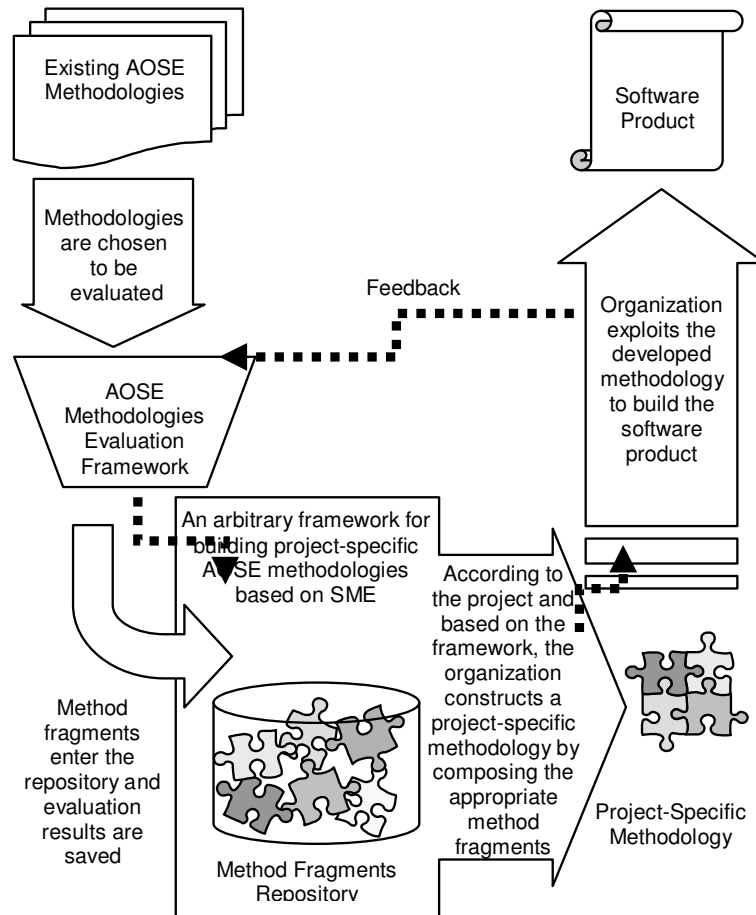 Existing AOSE
Methodologies
Software
Product
Methodologies
are chosen
to be
evaluated
Feedback
Organization
exploits the
developed
methodology
to build the
software
product
AOSE
Methodologies
Evaluation
Framework
An arbitrary framework for
building project-specific
AOSE methodologies
based on SME
According to
the project and
based on the
framework, the
organization
constructs a
project-specific
methodology by
composing the
appropriate
method
fragments
Method
fragments
enter the
repository and
evaluation
results are
saved
Method Fragments
Repository
Project-Specific
Methodology